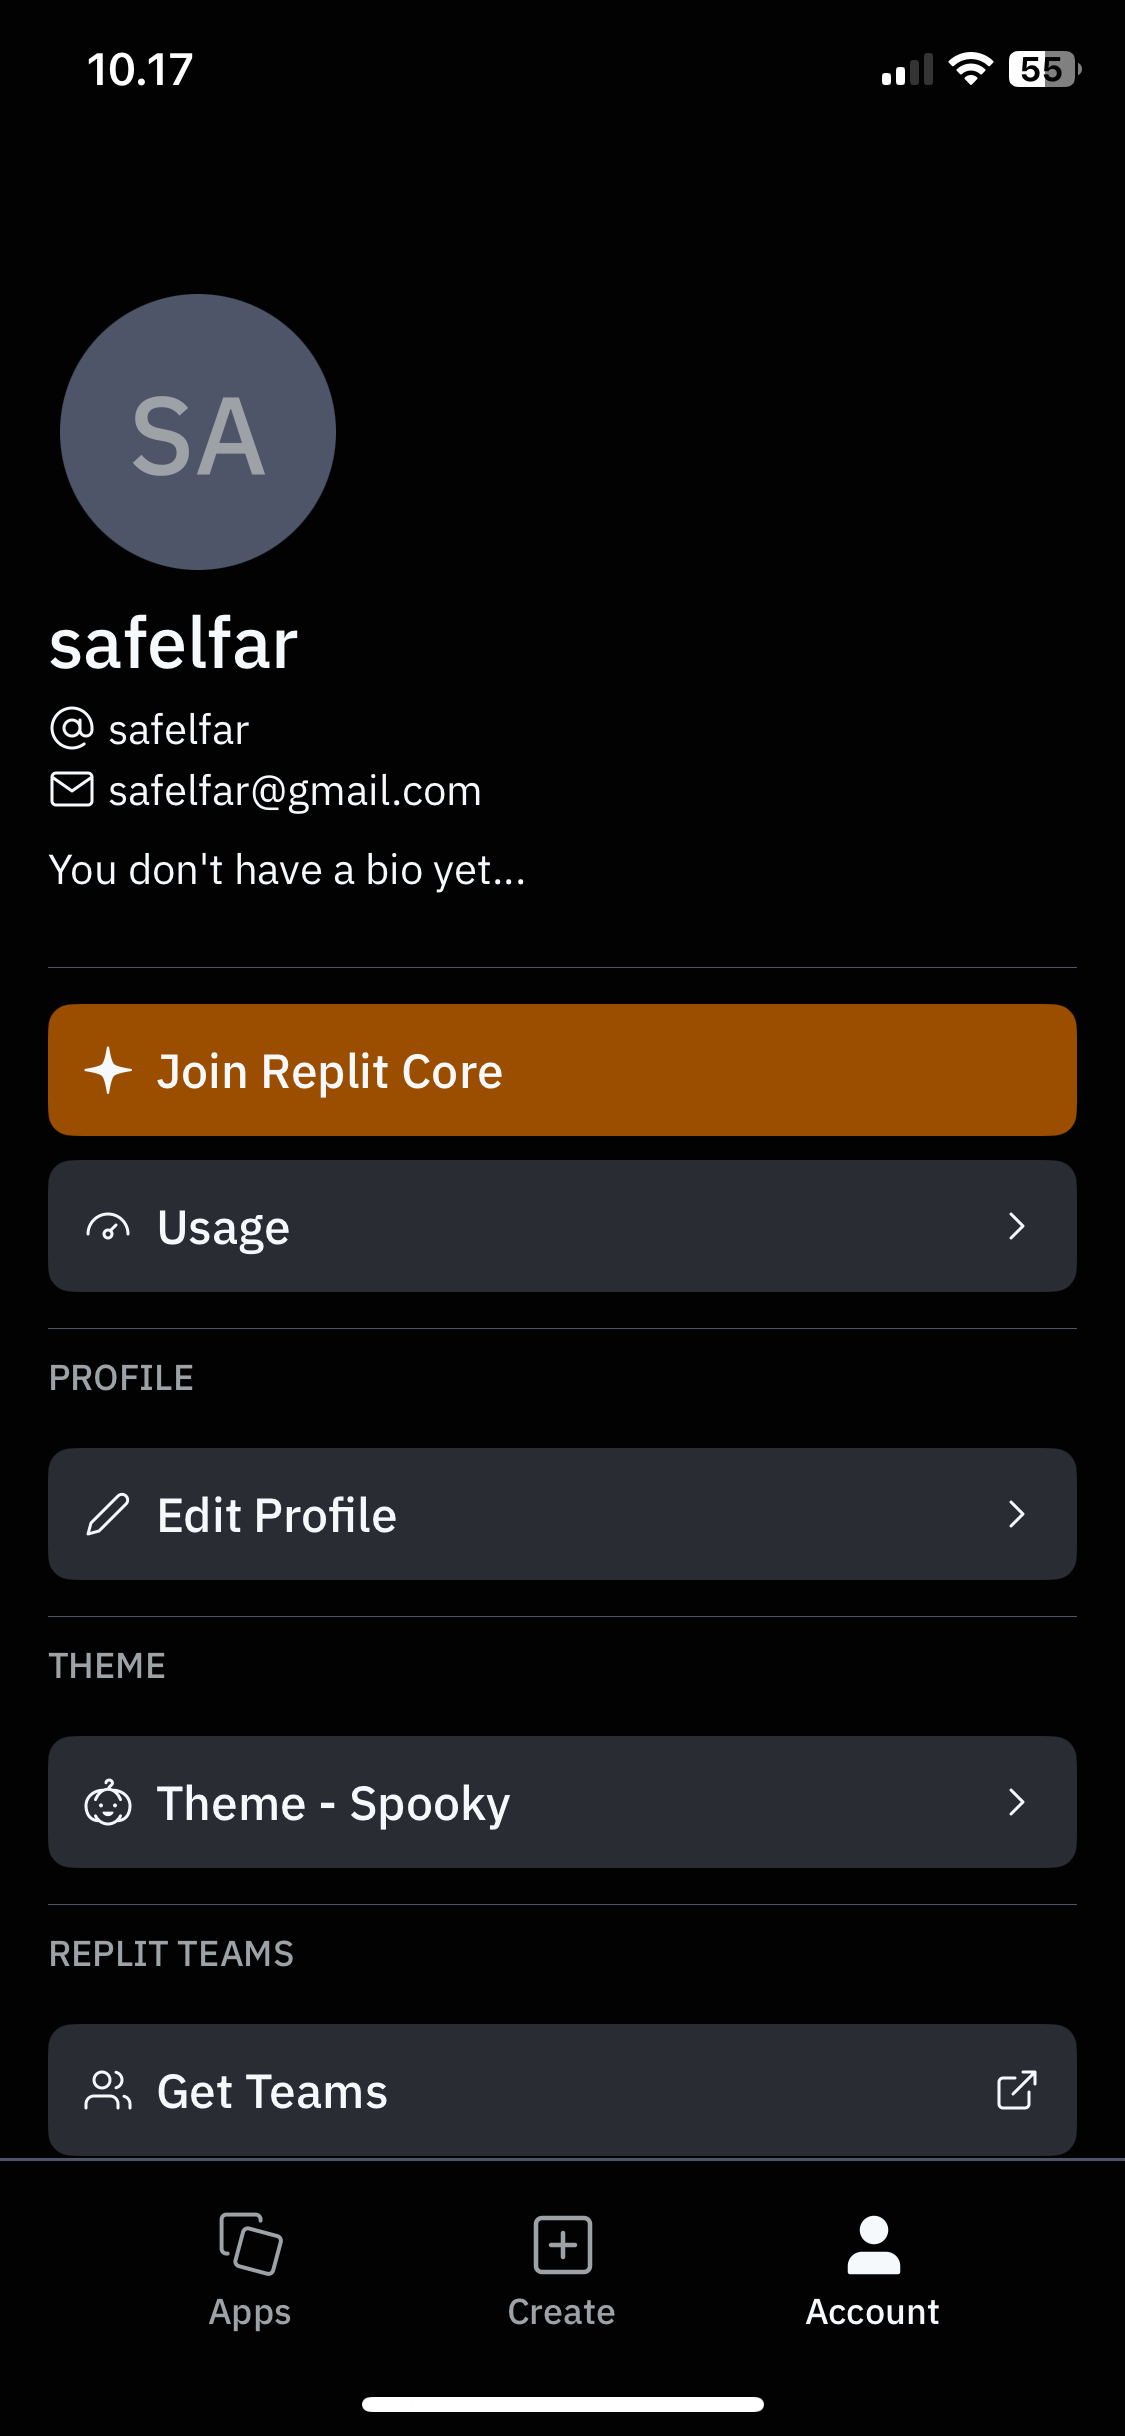 10.17
55
SA
safelfar
safelfar
safelfar@gmail.com
You don't have a bio yet...
Join Replit Core
Usage
PROFILE
Edit Profile
THEME
Theme - Spooky
REPLIT TEAMS
Get Teams
Apps
Create
Account